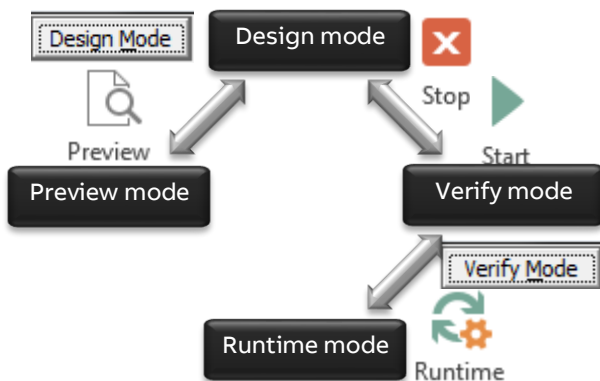 Design Mode
Design mode
Stop
Start
Preview
Preview mode
Verify mode
Verify Mode
Runtime mode
Runtime